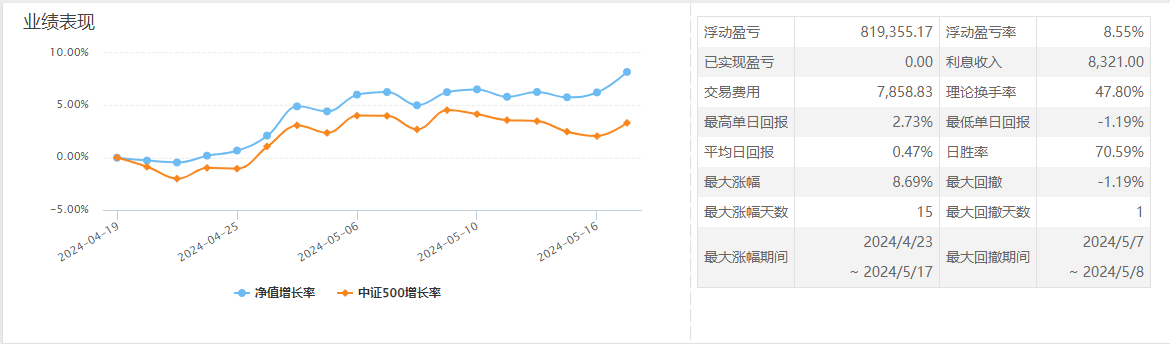 业绩表现
10.00%
5.00%
0.00%
-5.00%
2024-04-19
2024-04-25
2024-05-06
2024-05-10
2024-05-16
净值增长率 中证500增长率
浮动盈亏 819,355.17 浮动盈亏率 8.55%
已实现盈亏 0.00 利息收入 8,321.00
交易费用 7,858.83 理论换手率 47.80%
最高单日回报 2.73% 最低单日回报 -1.19%
平均日回报 0.47% 日胜率 70.59%
最大涨幅 8.69% 最大回撤 -1.19%
最大涨幅天数 15 最大回撤天数 1
最大涨幅期间 2024/4/23 ~ 2024/5/17 最大回撤期间 2024/5/7 ~ 2024/5/8